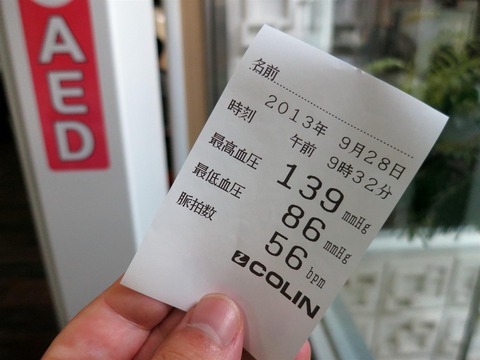 AED
名前
2013年 9月28日
時刻 午前 9時32分
最高血圧 139 mmHg
最低血圧 86 mmHg
脈拍数 56 bpm
COLIN